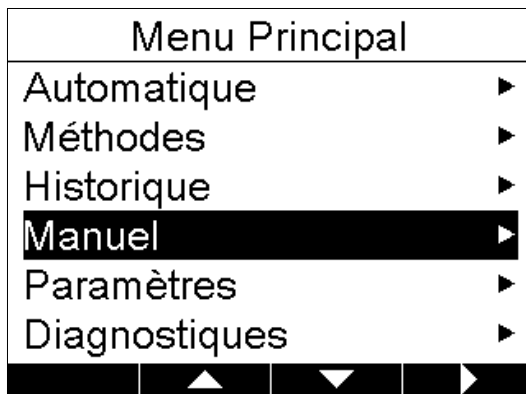 Menu Principal
Automatique
Méthodes
Historique
Manuel
Paramètres
Diagnostiques